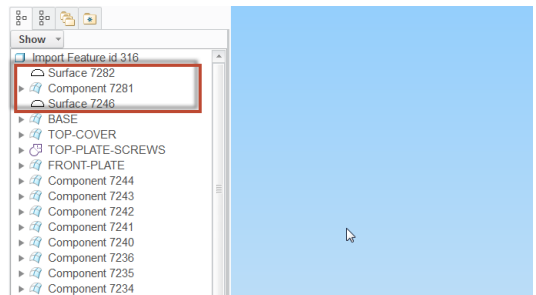 Show
Import Feature id 316
Surface 7282
Component 7281
Surface 7246
BASE
TOP-COVER
TOP-PLATE-SCREWS
FRONT-PLATE
Component 7244
Component 7243
Component 7242
Component 7241
Component 7240
Component 7236
Component 7235
Component 7234